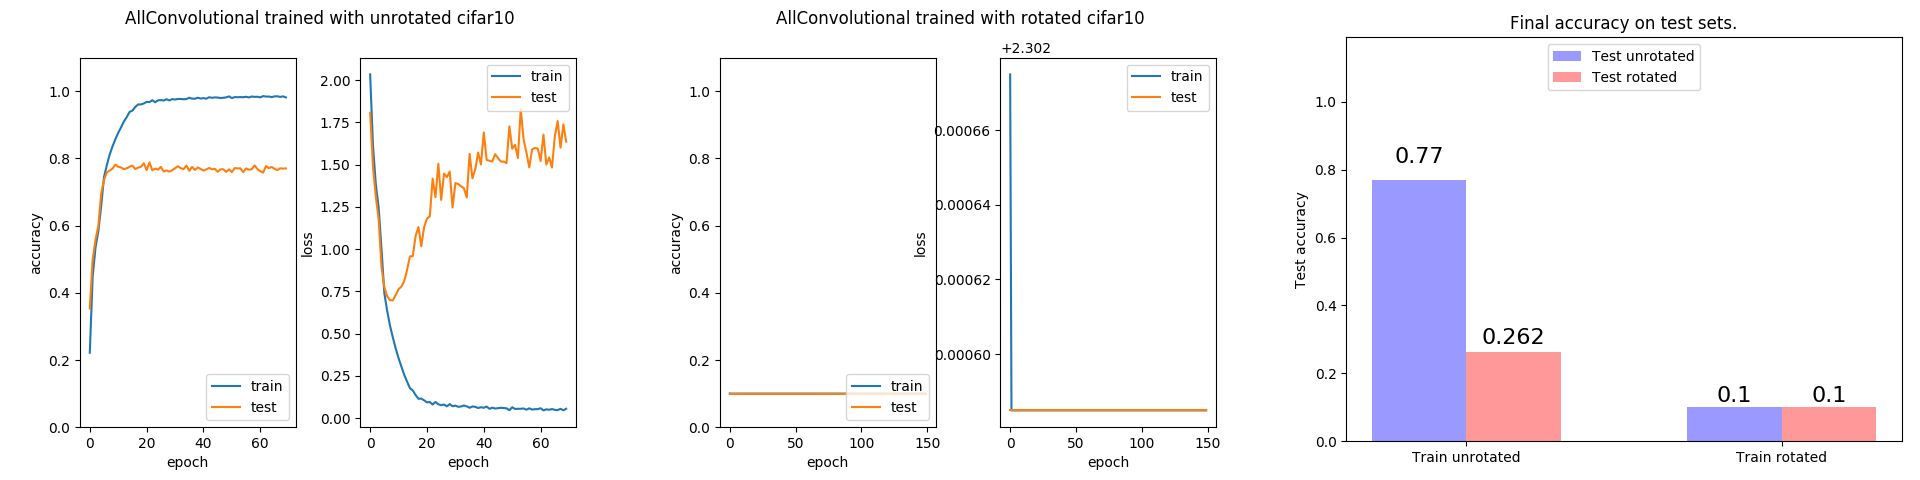 AllConvolutional trained with unrotated cifar10
accuracy
1.0
0.8
0.6
0.4
0.2
0.0
0
20
40
60
epoch
train
test
loss
2.00
1.75
1.50
1.25
1.00
0.75
0.50
0.25
0.00
0
20
40
60
epoch
train
test
AllConvolutional trained with rotated cifar10
accuracy
1.0
0.8
0.6
0.4
0.2
0.0
0
50
100
150
epoch
train
test
+2.302
loss
0.00066
0.00064
0.00062
0.00060
0
50
100
150
epoch
train
test
Final accuracy on test sets.
Test unrotated
Test rotated
Test accuracy
1.0
0.8
0.6
0.4
0.2
0.0
0.77
0.262
0.1
0.1
Train unrotated
Train rotated